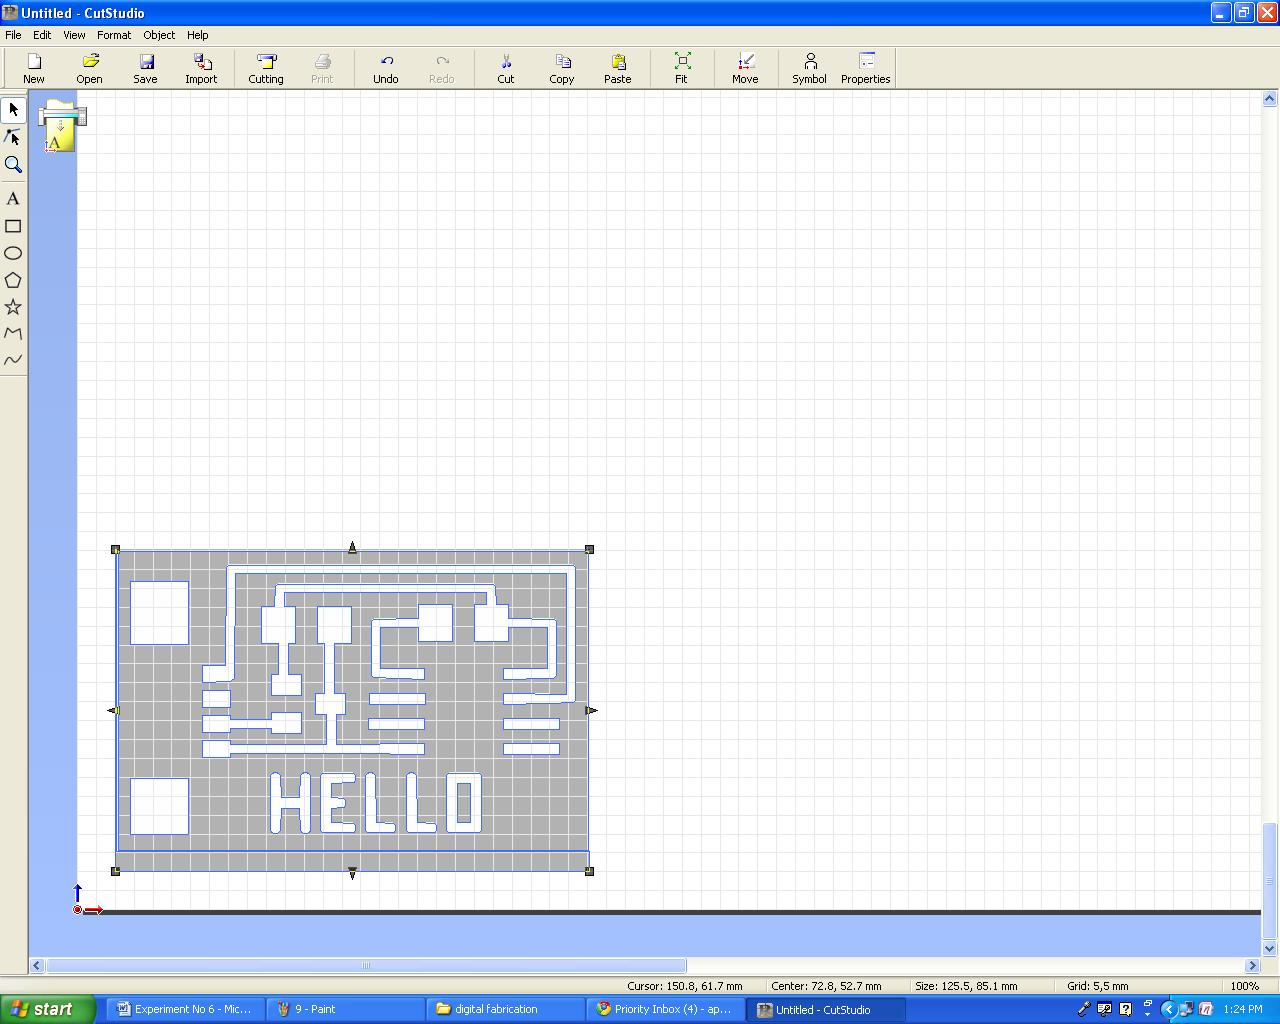 Untitled - CutStudio
File Edit View Format Object Help
New Open Save Import Cutting Print Undo Redo Cut Copy Paste Fit Move Symbol Properties
A
A
HELLO
Cursor: 150.8, 61.7 mm Center: 72.8, 52.7 mm Size: 125.5, 85.1 mm Grid: 5,5 mm 100%
start Experiment No 6 - Mic... 9 - Paint digital fabrication Priority Inbox (4) - ap... Untitled - CutStudio 1:24 PM